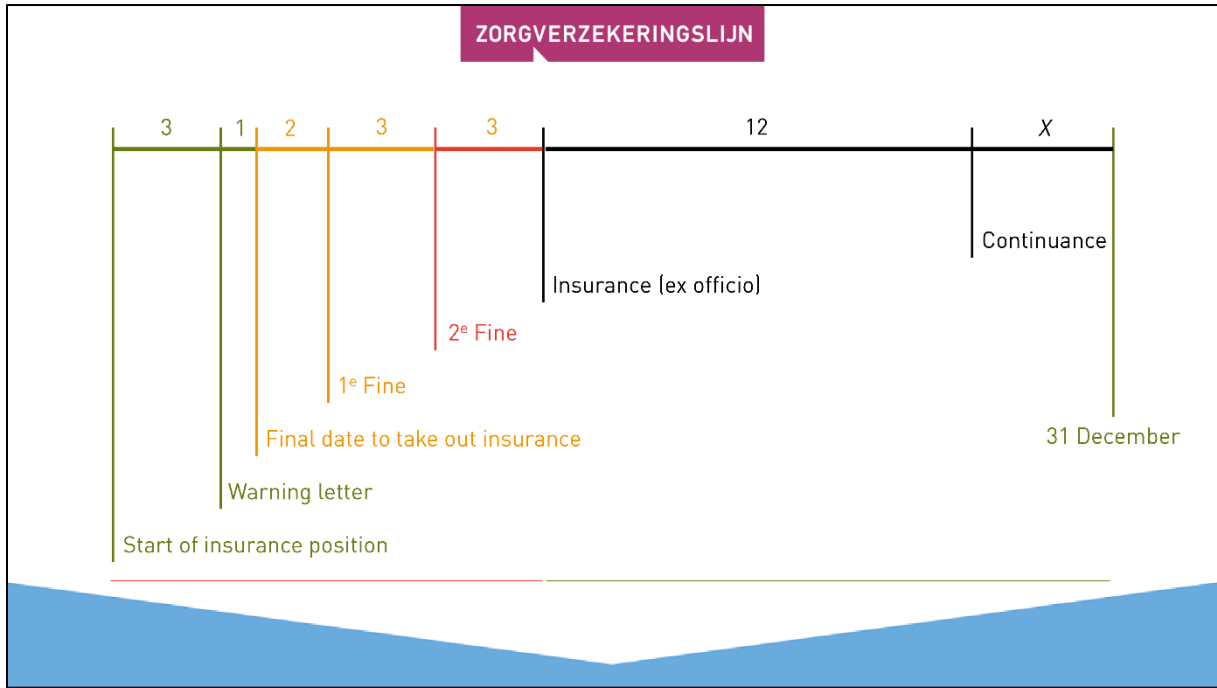 ZORGVERZEKERINGSLIJN
3 1 2 3 3 12 X
Continuance
Insurance (ex officio)
2e Fine
1e Fine
Final date to take out insurance
31 December
Warning letter
Start of insurance position